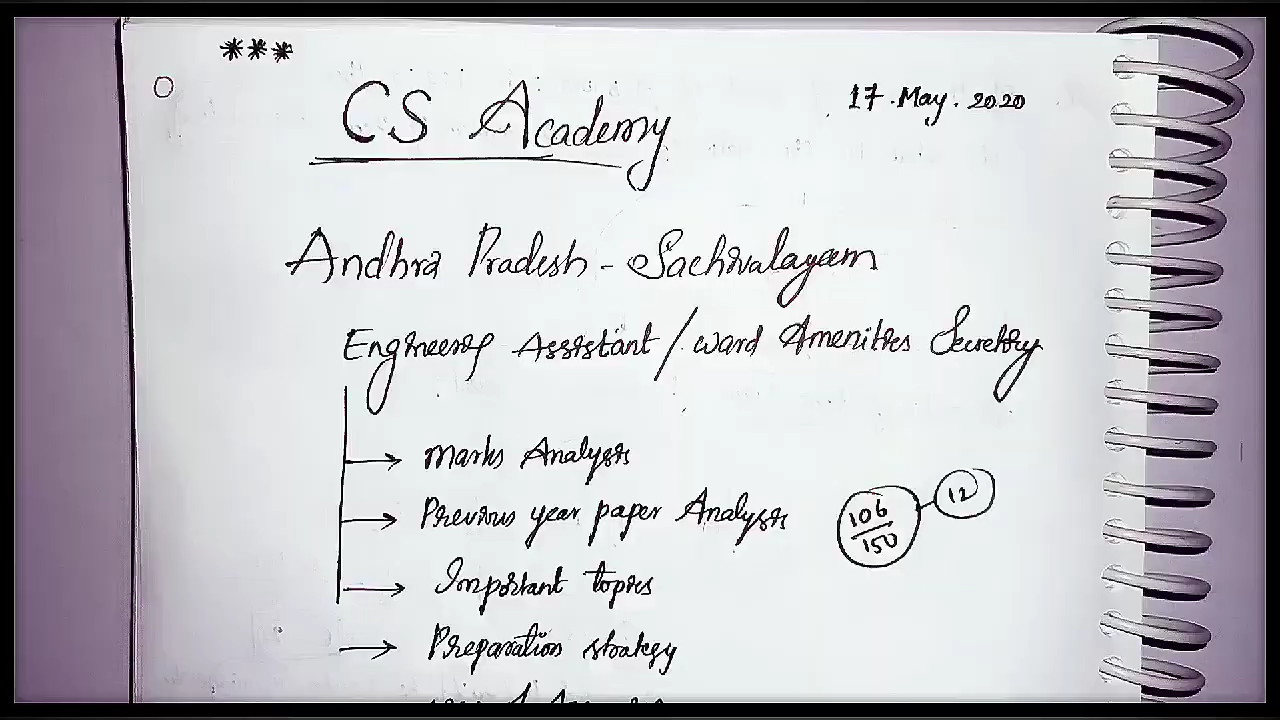 ***
CS Academy
17. May. 2020
Andhra Pradesh - Sachivalayam
Engineering Assistant / ward Amenities Secretary
→ Marks Analysis
→ Previous year paper Analysis
106/150
12
→ Important topics
→ Preparation strategy